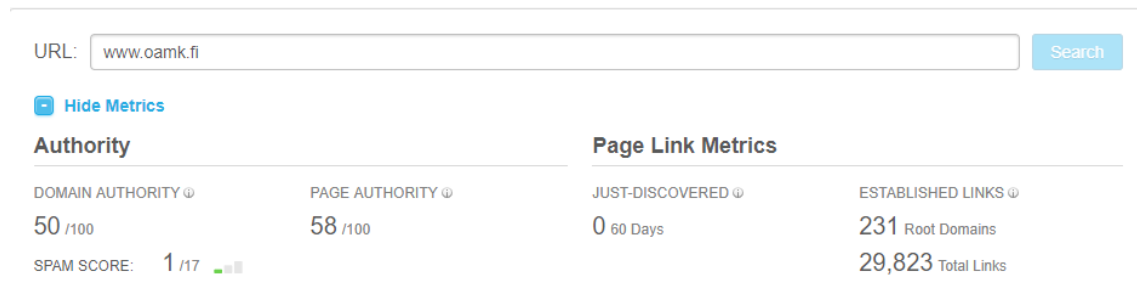 URL: www.oamk.fi Search
- Hide Metrics
Authority
DOMAIN AUTHORITY PAGE AUTHORITY
50 /100 58 /100
SPAM SCORE: 1 /17
Page Link Metrics
JUST-DISCOVERED ESTABLISHED LINKS
0 60 Days 231 Root Domains
29,823 Total Links